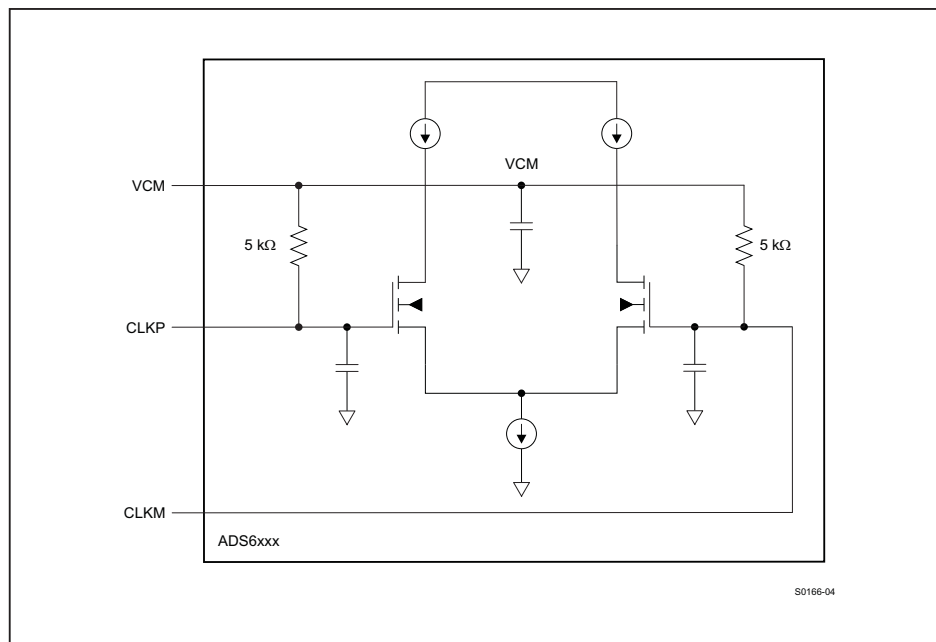 VCM
VCM
5 kΩ
5 kΩ
CLKP
CLKM
ADS6xxx
S0166-04